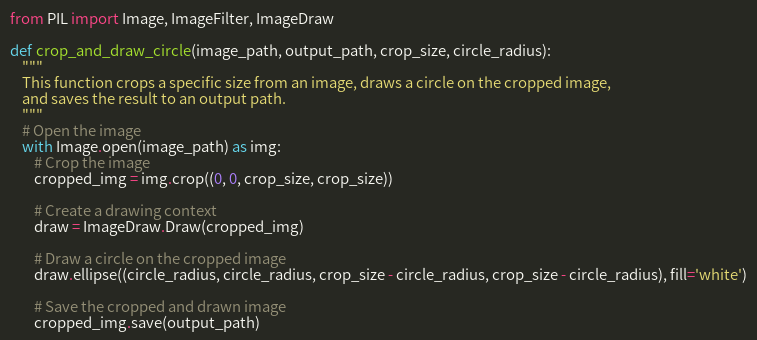 from PIL import Image, ImageFilter, ImageDraw

def crop_and_draw_circle(image_path, output_path, crop_size, circle_radius):
    """
    This function crops a specific size from an image, draws a circle on the cropped image,
    and saves the result to an output path.
    """
    # Open the image
    with Image.open(image_path) as img:
        # Crop the image
        cropped_img = img.crop((0, 0, crop_size, crop_size))

        # Create a drawing context
        draw = ImageDraw.Draw(cropped_img)

        # Draw a circle on the cropped image
        draw.ellipse((circle_radius, circle_radius, crop_size - circle_radius, crop_size - circle_radius), fill='white')

        # Save the cropped and drawn image
        cropped_img.save(output_path)